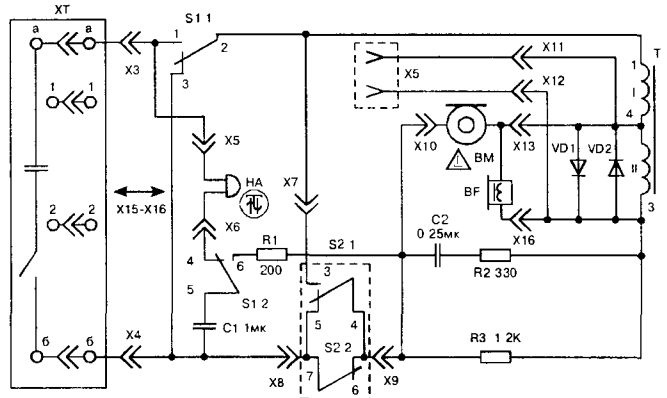 ХТ
а а
1 1
2 2
б б
X3
X4
X15-X16
S1 1
1
2
3
X5
HA
X6
4
6
5
S1 2
C1 1мк
R1
200
X7
X8
S2 1
3
5 4
S2 2
7
6
X9
X5
X11
X12
X10
BM
X13
BF
X16
VD1
VD2
C2
0 25мк
R2 330
R3 1 2K
T
1
I
4
II
3